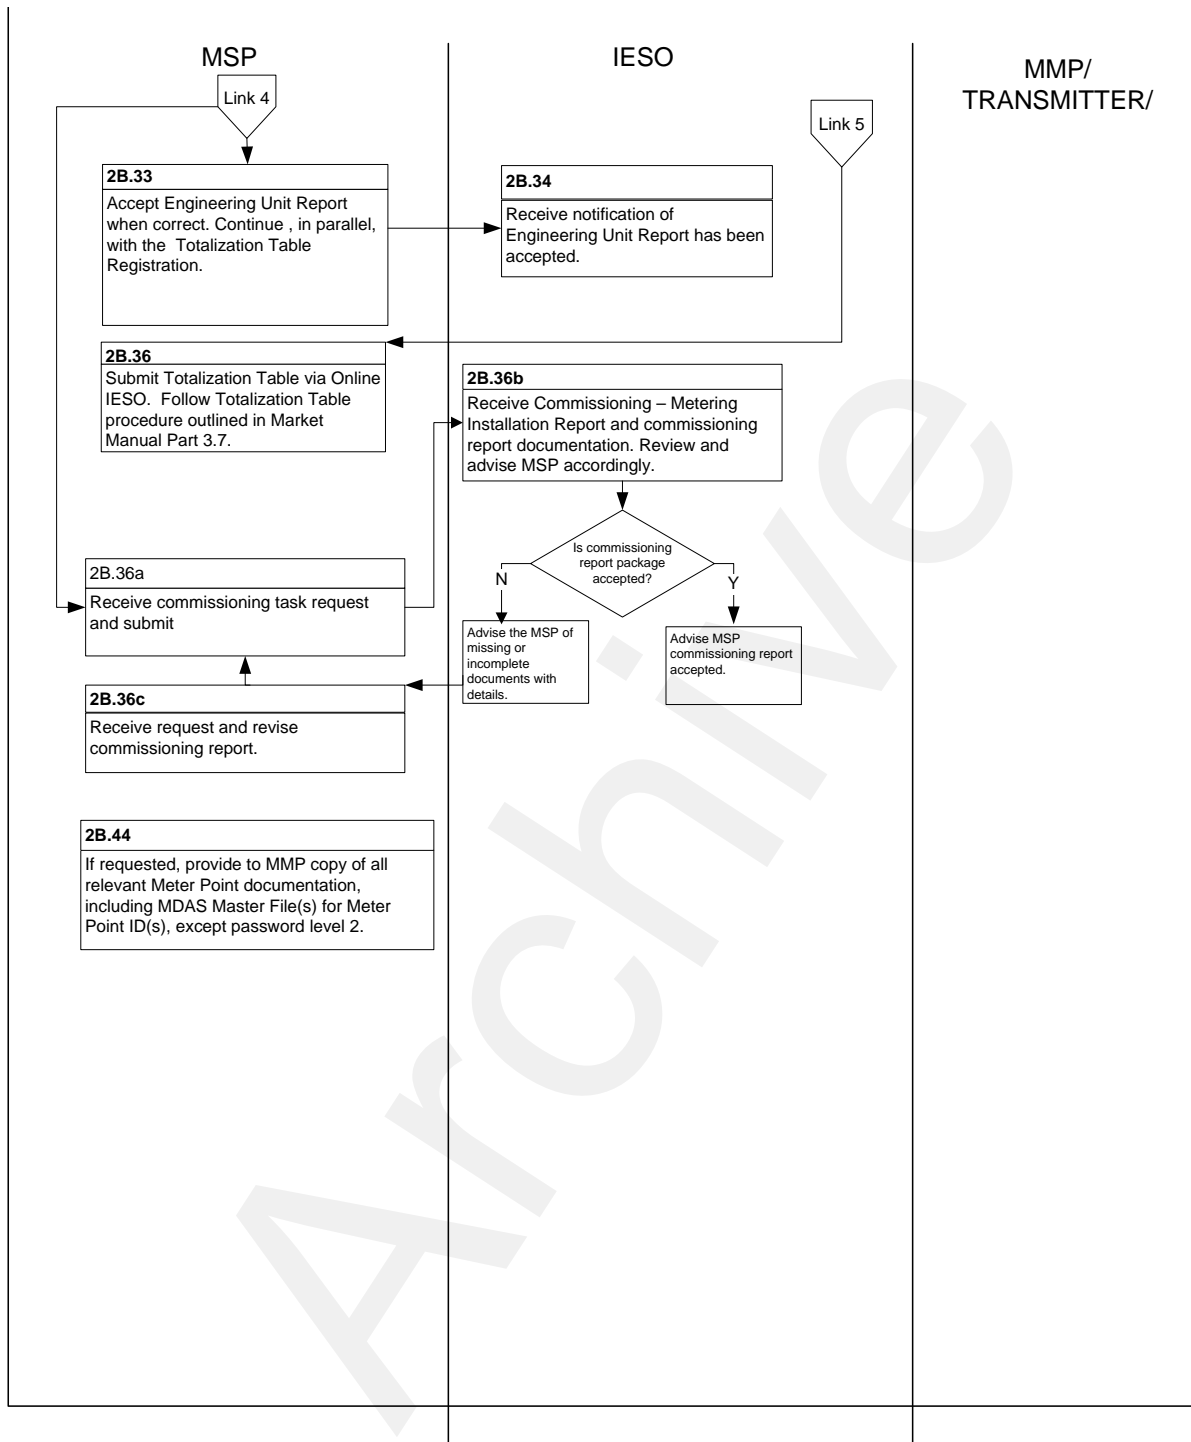 MSP
IESO
MMP/
TRANSMITTER/
Link 4
Link 5
2B.33
Accept Engineering Unit Report
when correct. Continue , in parallel,
with the  Totalization Table
Registration.
2B.34
Receive notification of
Engineering Unit Report has been
accepted.
2B.36
Submit Totalization Table via Online
IESO.  Follow Totalization Table
procedure outlined in Market
Manual Part 3.7.
2B.36b
Receive Commissioning – Metering
Installation Report and commissioning
report documentation. Review and
advise MSP accordingly.
Is commissioning
report package
accepted?
N
Y
2B.36a
Receive commissioning task request
and submit
Advise the MSP of
missing or
incomplete
documents with
details.
Advise MSP
commissioning report
accepted.
2B.36c
Receive request and revise
commissioning report.
2B.44
If requested, provide to MMP copy of all
relevant Meter Point documentation,
including MDAS Master File(s) for Meter
Point ID(s), except password level 2.
Archive